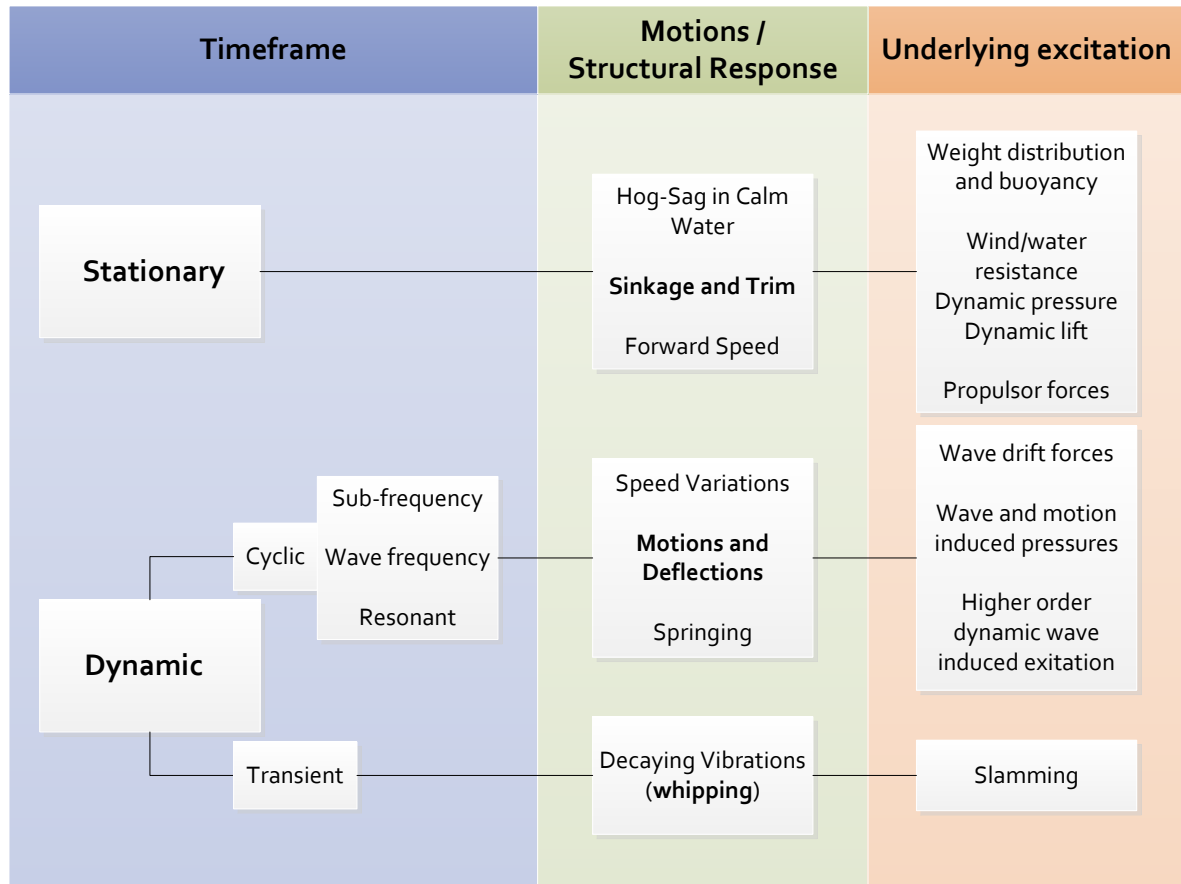 Timeframe
Motions /
Structural Response
Underlying excitation
Stationary
Hog-Sag in Calm
Water
Sinkage and Trim
Forward Speed
Weight distribution
and buoyancy
Wind/water
resistance
Dynamic pressure
Dynamic lift
Propulsor forces
Dynamic
Cyclic
Sub-frequency
Wave frequency
Resonant
Speed Variations
Motions and
Deflections
Springing
Wave drift forces
Wave and motion
induced pressures
Higher order
dynamic wave
induced exitation
Transient
Decaying Vibrations
(whipping)
Slamming